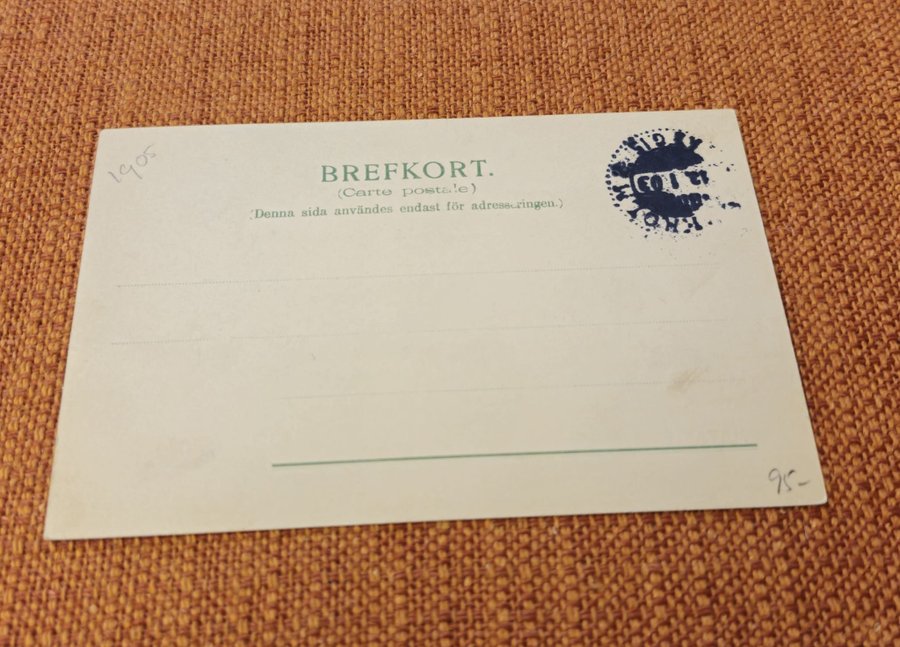 1905
BREFKORT.
(Carte postale)
(Denna sida användes endast för adresseringen.)
95-